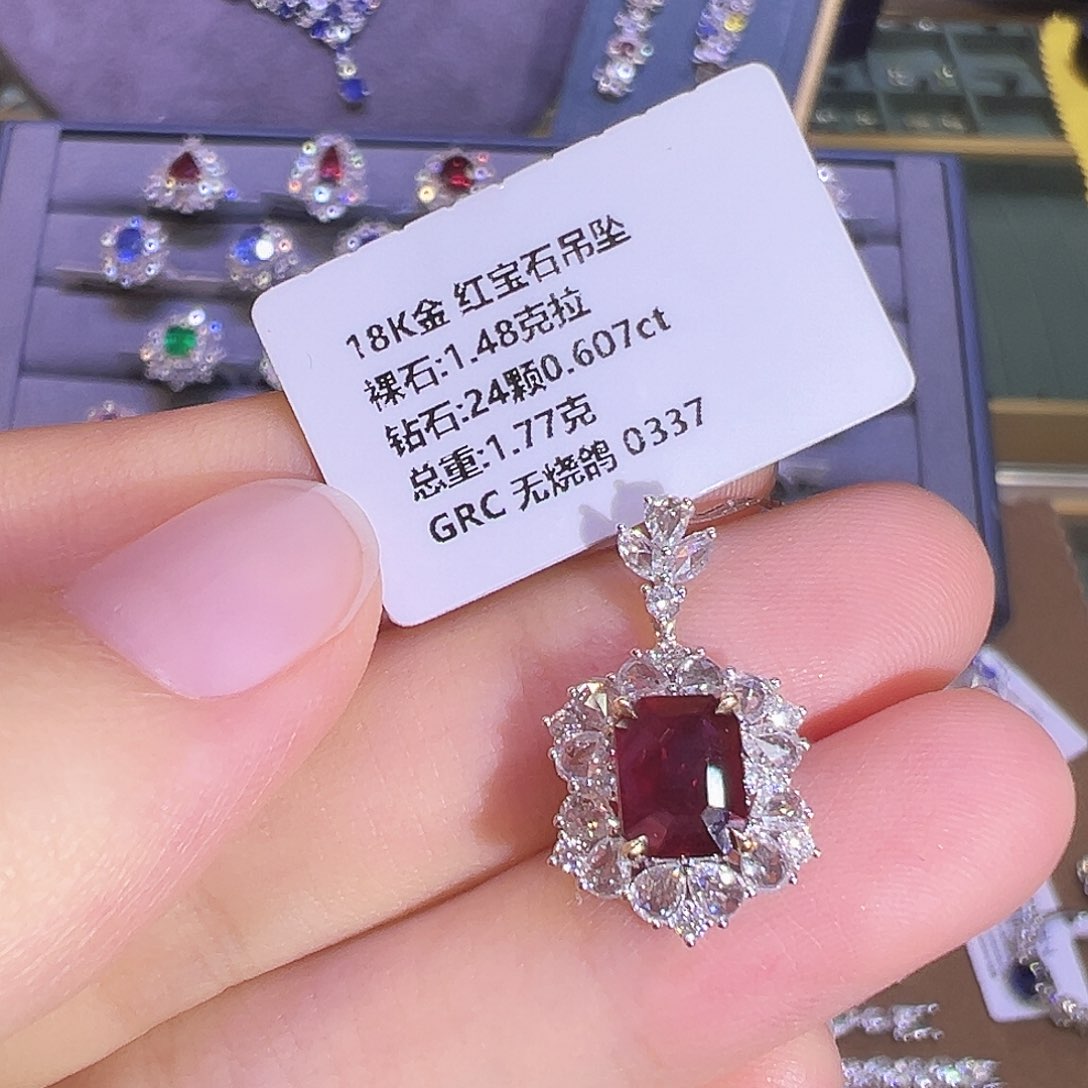 18K金 红宝石吊坠
裸石:1.48克拉
钻石:24颗0.607ct
总重:1.77克
GRC 无烧鸽 0337